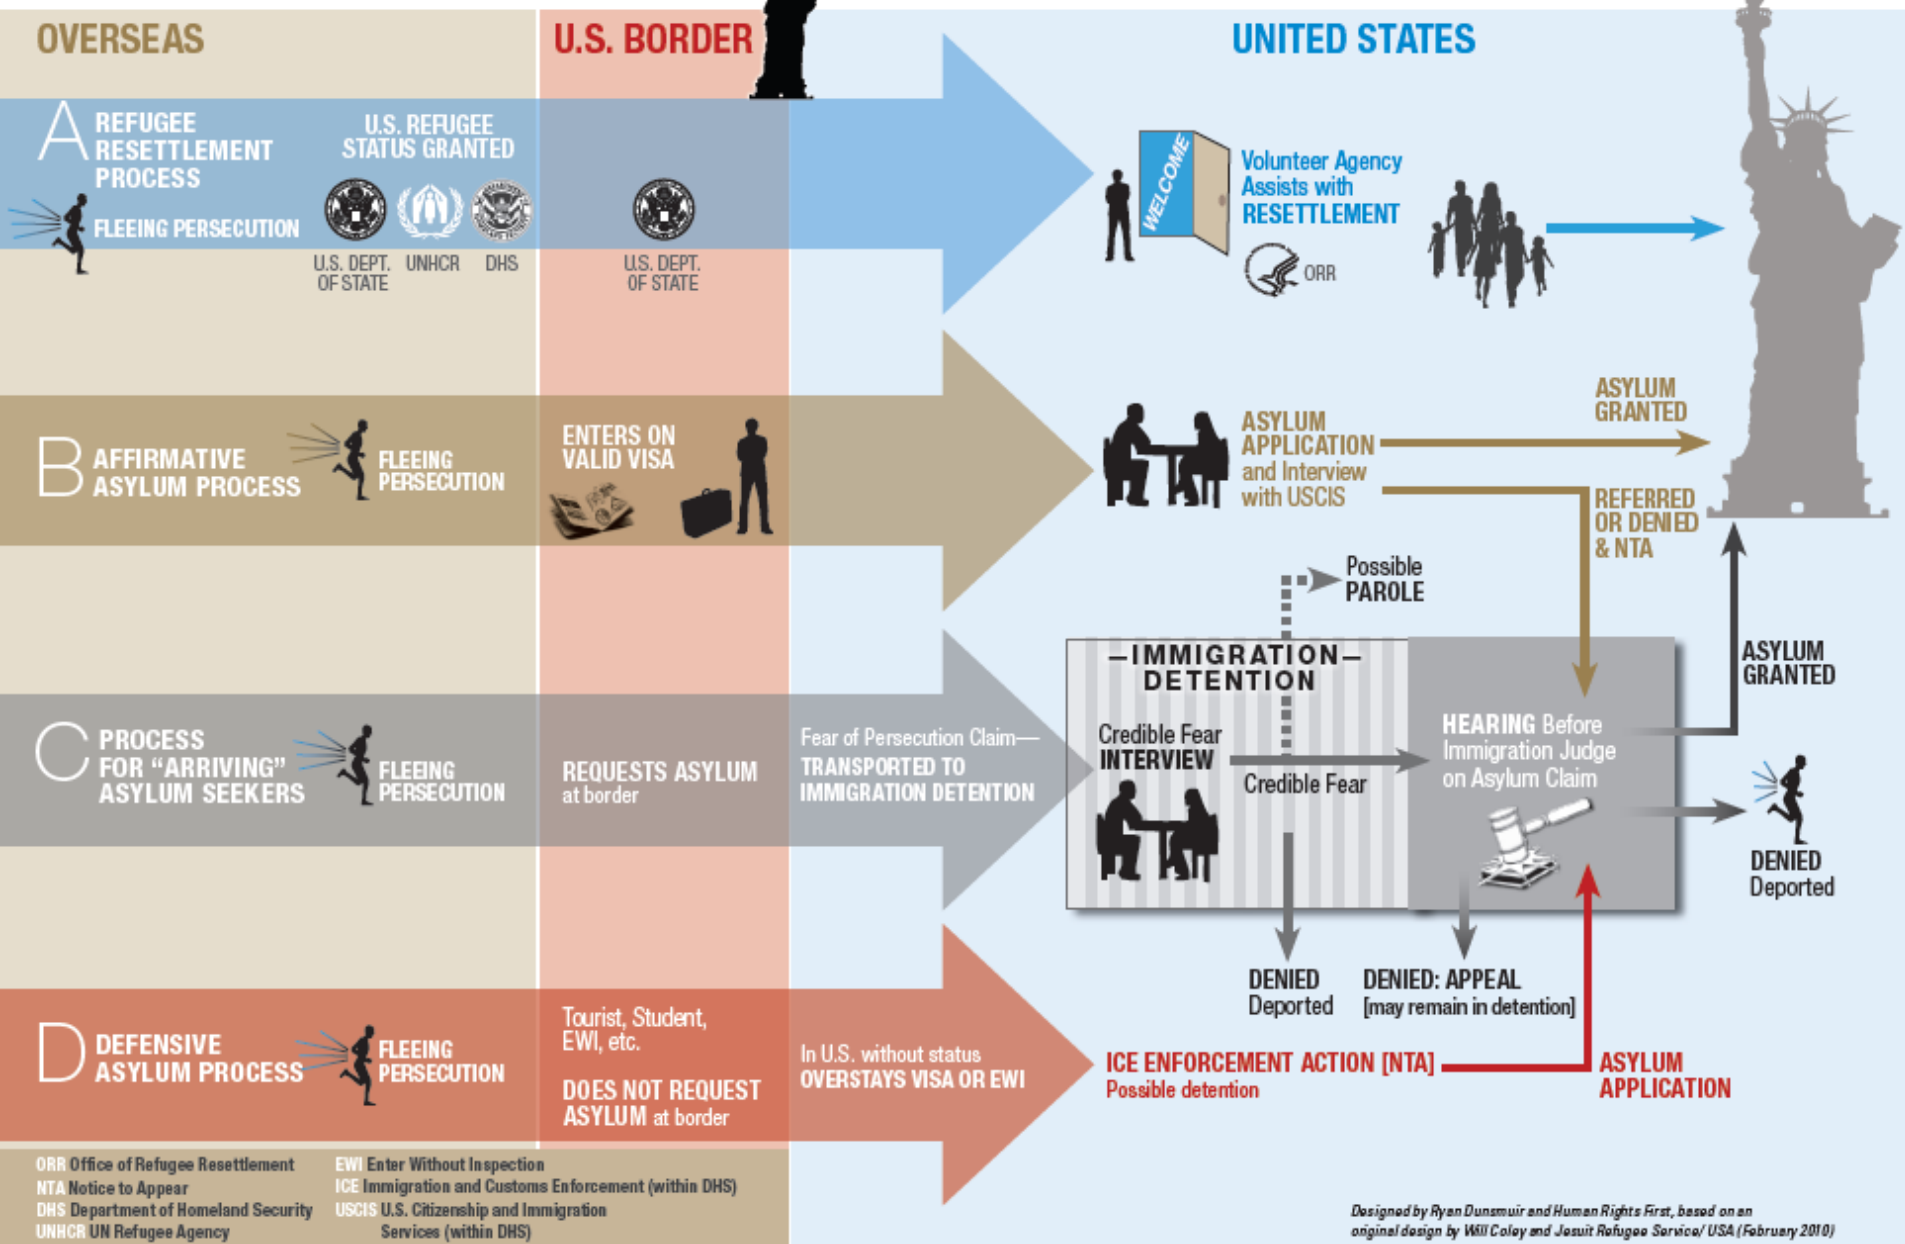 OVERSEAS
U.S. BORDER
UNITED STATES
A REFUGEE
RESETTLEMENT
PROCESS
FLEEING PERSECUTION
U.S. REFUGEE
STATUS GRANTED
U.S. DEPT.
OF STATE
UNHCR
DHS
U.S. DEPT.
OF STATE
WELCOME
Volunteer Agency
Assists with
RESETTLEMENT
ORR
B AFFIRMATIVE
ASYLUM PROCESS
FLEEING
PERSECUTION
ENTERS ON
VALID VISA
ASYLUM
APPLICATION
and Interview
with USCIS
ASYLUM
GRANTED
REFERRED
OR DENIED
& NTA
Possible
PAROLE
C PROCESS
FOR “ARRIVING”
ASYLUM SEEKERS
FLEEING
PERSECUTION
REQUESTS ASYLUM
at border
Fear of Persecution Claim—
TRANSPORTED TO
IMMIGRATION DETENTION
—IMMIGRATION—
DETENTION
Credible Fear
INTERVIEW
Credible Fear
HEARING Before
Immigration Judge
on Asylum Claim
ASYLUM
GRANTED
DENIED
Deported
DENIED
Deported
DENIED: APPEAL
[may remain in detention]
D DEFENSIVE
ASYLUM PROCESS
FLEEING
PERSECUTION
Tourist, Student,
EWI, etc.
DOES NOT REQUEST
ASYLUM at border
In U.S. without status
OVERSTAYS VISA OR EWI
ICE ENFORCEMENT ACTION [NTA]
Possible detention
ASYLUM
APPLICATION
ORR Office of Refugee Resettlement
NTA Notice to Appear
DHS Department of Homeland Security
UNHCR UN Refugee Agency
EWI Enter Without Inspection
ICE Immigration and Customs Enforcement (within DHS)
USCIS U.S. Citizenship and Immigration
Services (within DHS)
Designed by Ryan Dunsmuir and Human Rights First, based on an
original design by Will Coley and Jesuit Refugee Service/ USA (February 2010)